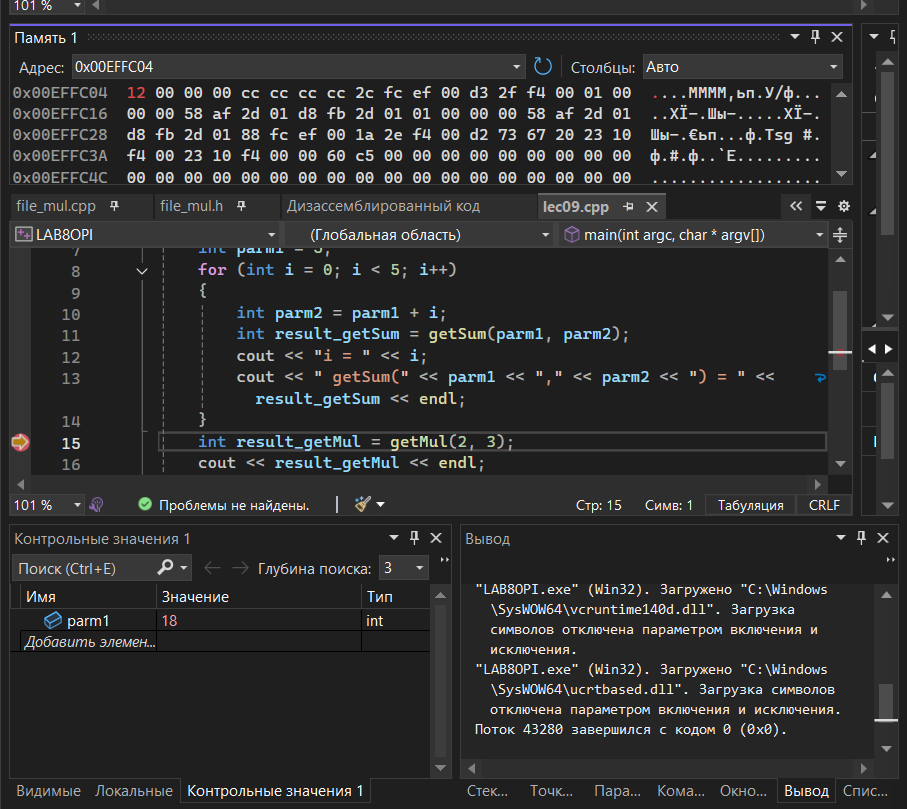 101 %
Память 1
Адрес: 0x00EFFC04 Столбцы: Авто
0x00EFFC04 12 00 00 00 cc cc cc cc 2c fc ef 00 d3 2f f4 00 01 00 ....ММММ,ьп.У/ф...
0x00EFFC16 00 00 58 af 2d 01 d8 fb 2d 01 01 00 00 00 58 af 2d 01 ..XЇ-.Шы-.....XЇ-.
0x00EFFC28 d8 fb 2d 01 88 fc ef 00 1a 2e f4 00 d2 73 67 20 23 10 Шы-.€ьп...ф.Тsg #.
0x00EFFC3A f4 00 23 10 f4 00 00 60 c5 00 00 00 00 00 00 00 00 00 ф.#.ф..`Е.........
0x00EFFC4C 00 00 00 00 00 00 00 00 00 00 00 00 00 00 00 00 00 00 ..................
file_mul.cpp file_mul.h Дизассемблированный код lec09.cpp
LAB8OPI (Глобальная область) main(int argc, char * argv[])
7 int parm1 = 3;
8 for (int i = 0; i < 5; i++)
9 {
10 int parm2 = parm1 + i;
11 int result_getSum = getSum(parm1, parm2);
12 cout << "i = " << i;
13 cout << " getSum(" << parm1 << "," << parm2 << ") = " <<
result_getSum << endl;
14 }
15 int result_getMul = getMul(2, 3);
16 cout << result_getMul << endl;
101 % Проблемы не найдены. Стр: 15 Симв: 1 Табуляция CRLF
Контрольные значения 1
Поиск (Ctrl+E) Глубина поиска: 3
Имя Значение Тип
parm1 18 int
Добавить элемен...
Видимые Локальные Контрольные значения 1
Вывод
"LAB8OPI.exe" (Win32). Загружено "C:\Windows
\SysWOW64\vcruntime140d.dll". Загрузка
символов отключена параметром включения и
исключения.
"LAB8OPI.exe" (Win32). Загружено "C:\Windows
\SysWOW64\ucrtbased.dll". Загрузка символов
отключена параметром включения и исключения.
Поток 43280 завершился с кодом 0 (0x0).
Стек... Точк... Пара... Кома... Окно... Вывод Спис...